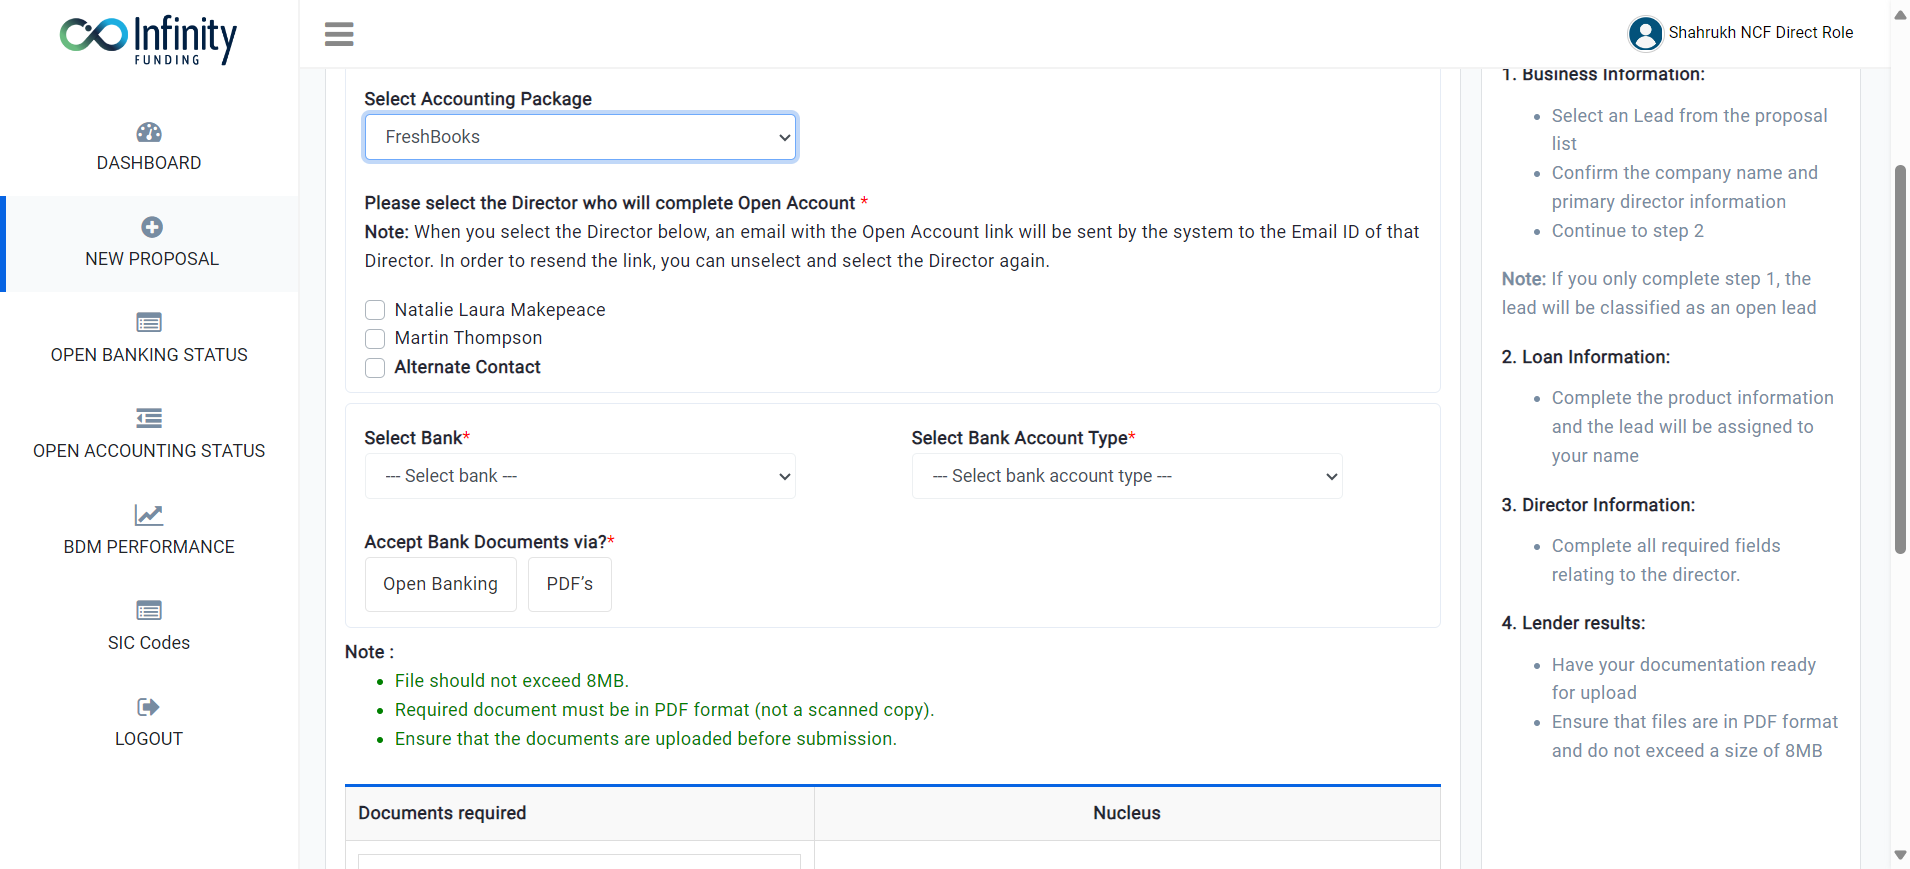 Infinity
FUNDING
Shahrukh NCF Direct Role
DASHBOARD
NEW PROPOSAL
OPEN BANKING STATUS
OPEN ACCOUNTING STATUS
BDM PERFORMANCE
SIC Codes
LOGOUT
Select Accounting Package
FreshBooks
Please select the Director who will complete Open Account *
Note: When you select the Director below, an email with the Open Account link will be sent by the system to the Email ID of that
Director. In order to resend the link, you can unselect and select the Director again.
Natalie Laura Makepeace
Martin Thompson
Alternate Contact
Select Bank*
--- Select bank ---
Select Bank Account Type*
--- Select bank account type ---
Accept Bank Documents via?*
Open Banking
PDF’s
Note :
• File should not exceed 8MB.
• Required document must be in PDF format (not a scanned copy).
• Ensure that the documents are uploaded before submission.
Documents required
Nucleus
1. Business Information:
• Select an Lead from the proposal
list
• Confirm the company name and
primary director information
• Continue to step 2
Note: If you only complete step 1, the
lead will be classified as an open lead
2. Loan Information:
• Complete the product information
and the lead will be assigned to
your name
3. Director Information:
• Complete all required fields
relating to the director.
4. Lender results:
• Have your documentation ready
for upload
• Ensure that files are in PDF format
and do not exceed a size of 8MB